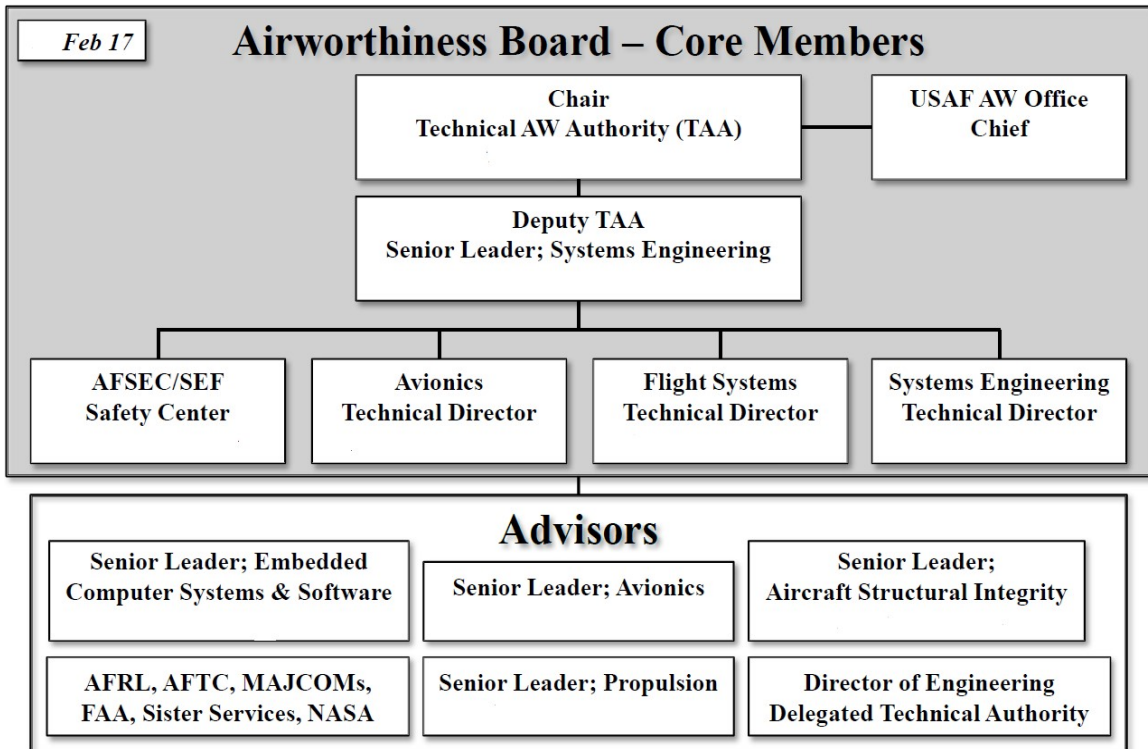 Feb 17
Airworthiness Board – Core Members
Chair
Technical AW Authority (TAA)
USAF AW Office
Chief
Deputy TAA
Senior Leader; Systems Engineering
AFSEC/SEF
Safety Center
Avionics
Technical Director
Flight Systems
Technical Director
Systems Engineering
Technical Director
Advisors
Senior Leader; Embedded
Computer Systems & Software
Senior Leader; Avionics
Senior Leader;
Aircraft Structural Integrity
AFRL, AFTC, MAJCOMs,
FAA, Sister Services, NASA
Senior Leader; Propulsion
Director of Engineering
Delegated Technical Authority